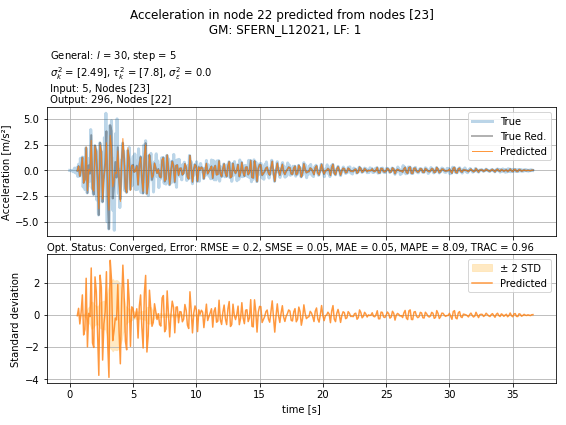 Acceleration in node 22 predicted from nodes [23]
GM: SFERN_L12021, LF: 1
General: l = 30, step = 5
σ²ₖ = [2.49], τ²ₖ = [7.8], σ²ε = 0.0
Input: 5, Nodes [23]
Output: 296, Nodes [22]
Acceleration [m/s²]
5.0
2.5
0.0
−2.5
−5.0
True
True Red.
Predicted
Opt. Status: Converged, Error: RMSE = 0.2, SMSE = 0.05, MAE = 0.05, MAPE = 8.09, TRAC = 0.96
Standard deviation
2
0
−2
−4
± 2 STD
Predicted
0 5 10 15 20 25 30 35
time [s]